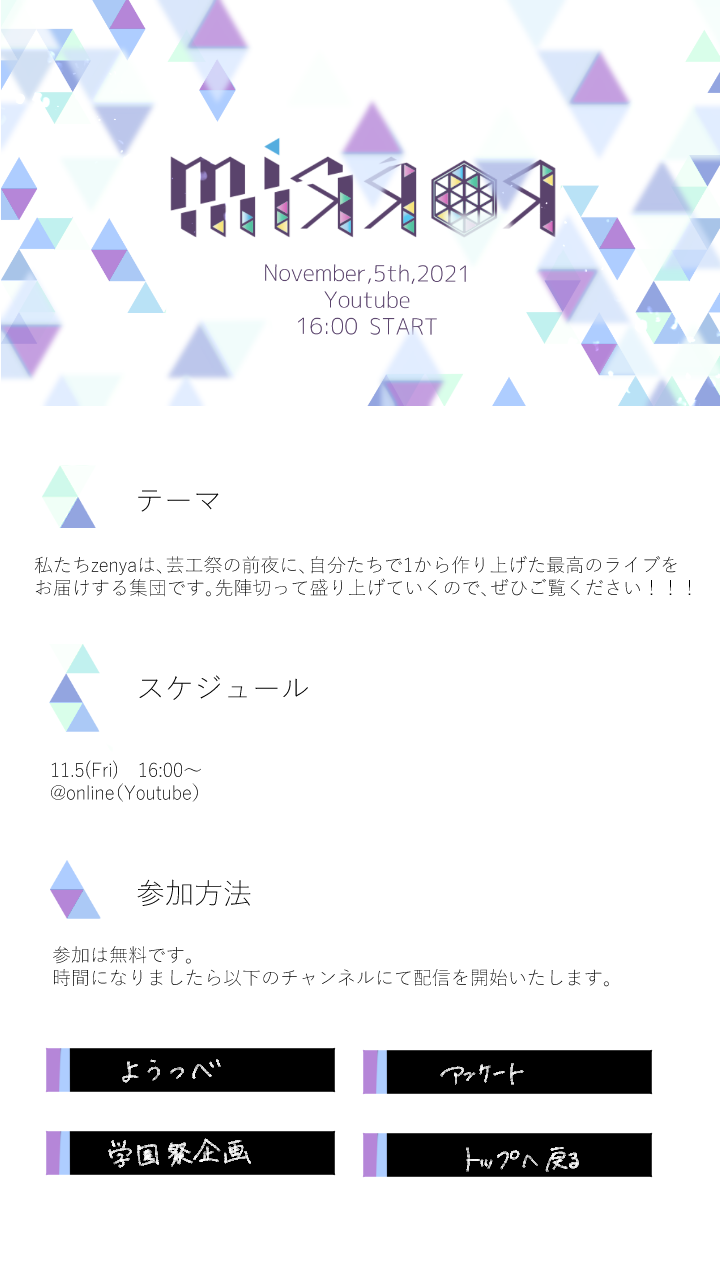 mirror
November,5th,2021
Youtube
16:00 START
テーマ
私たちzenyaは、芸工祭の前夜に、自分たちで1から作り上げた最高のライブを
お届けする集団です。先陣切って盛り上げていくので、ぜひご覧ください！！！
スケジュール
11.5(Fri)　16:00～
@online（Youtube）
参加方法
参加は無料です。
時間になりましたら以下のチャンネルにて配信を開始いたします。
ようつべ
アンケート
学園祭企画
トップへ戻る